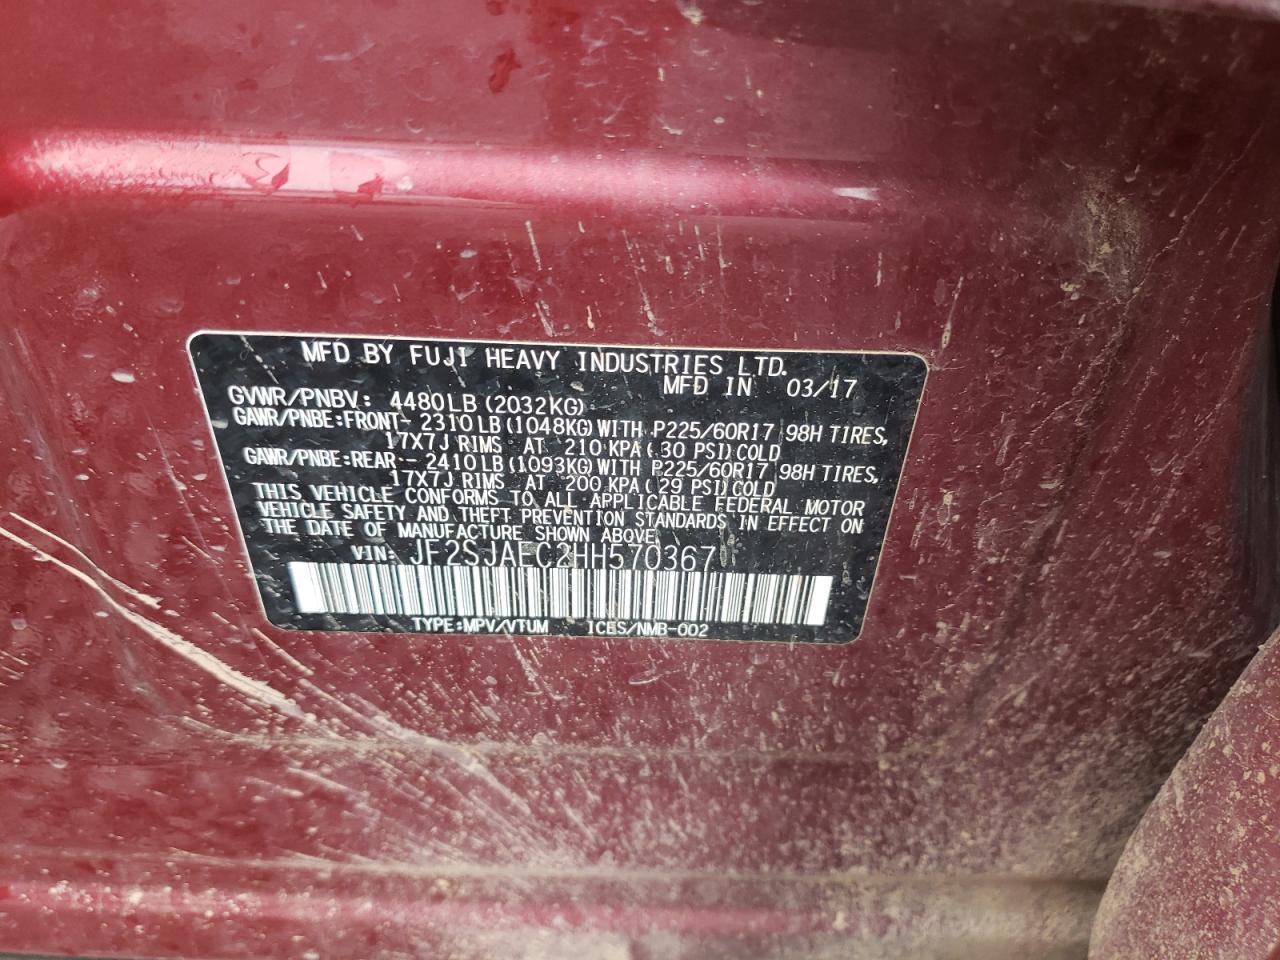 MFD BY FUJI HEAVY INDUSTRIES LTD.
MFD IN 03/17
GVWR/PNBV: 4480LB (2032KG)
GAWR/PNBE:FRONT- 2310LB (1048KG) WITH P225/60R17 98H TIRES,
17X7J RIMS AT 210 KPA ( 30 PSI) COLD
GAWR/PNBE:REAR - 2410LB (1093KG) WITH P225/60R17 98H TIRES,
17X7J RIMS AT 200 KPA ( 29 PSI) COLD
THIS VEHICLE CONFORMS TO ALL APPLICABLE FEDERAL MOTOR
VEHICLE SAFETY AND THEFT PREVENTION STANDARDS IN EFFECT ON
THE DATE OF MANUFACTURE SHOWN ABOVE.
VIN: JF2SJAEC2HH570367
TYPE:MPV/VTUM ICES/NMB-002